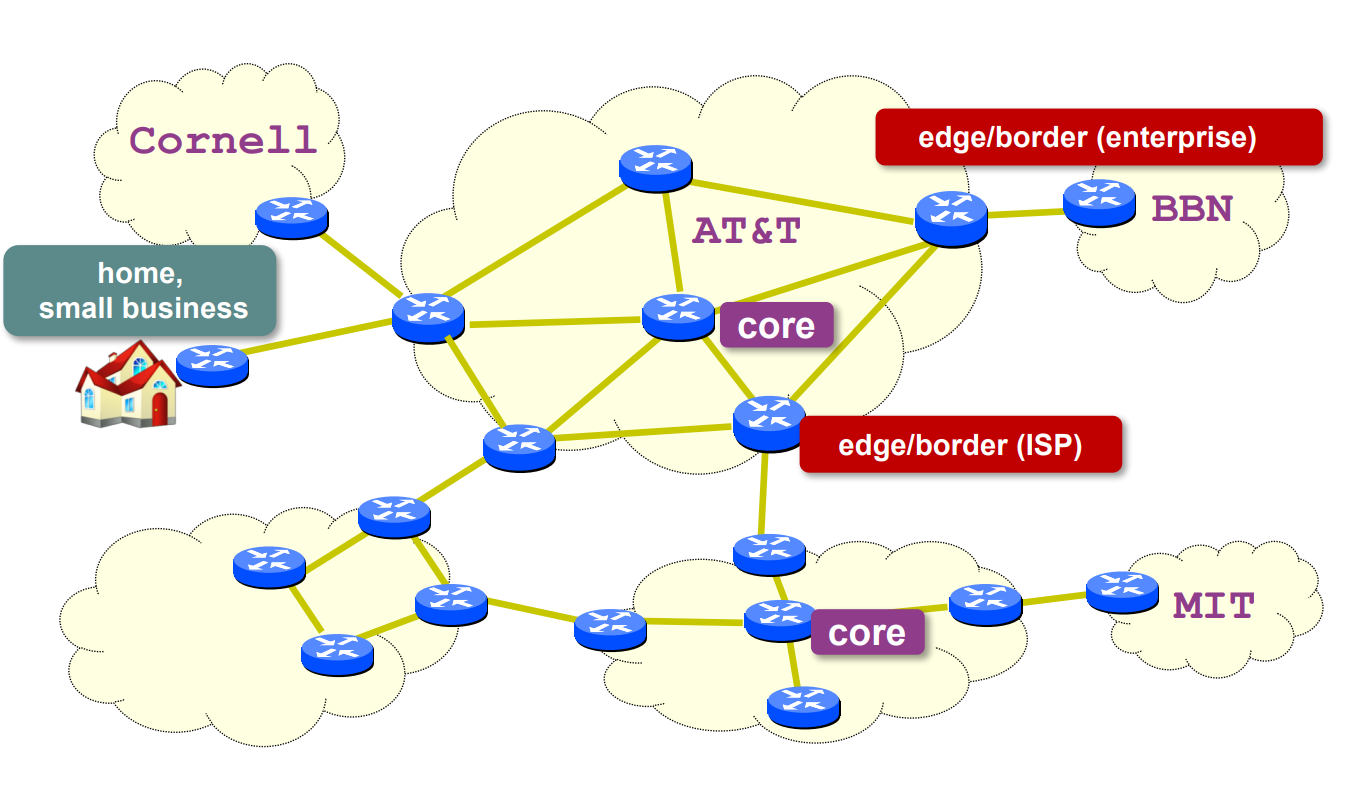 Cornell
edge/border (enterprise)
BBN
AT&T
home,
small business
core
edge/border (ISP)
core
MIT